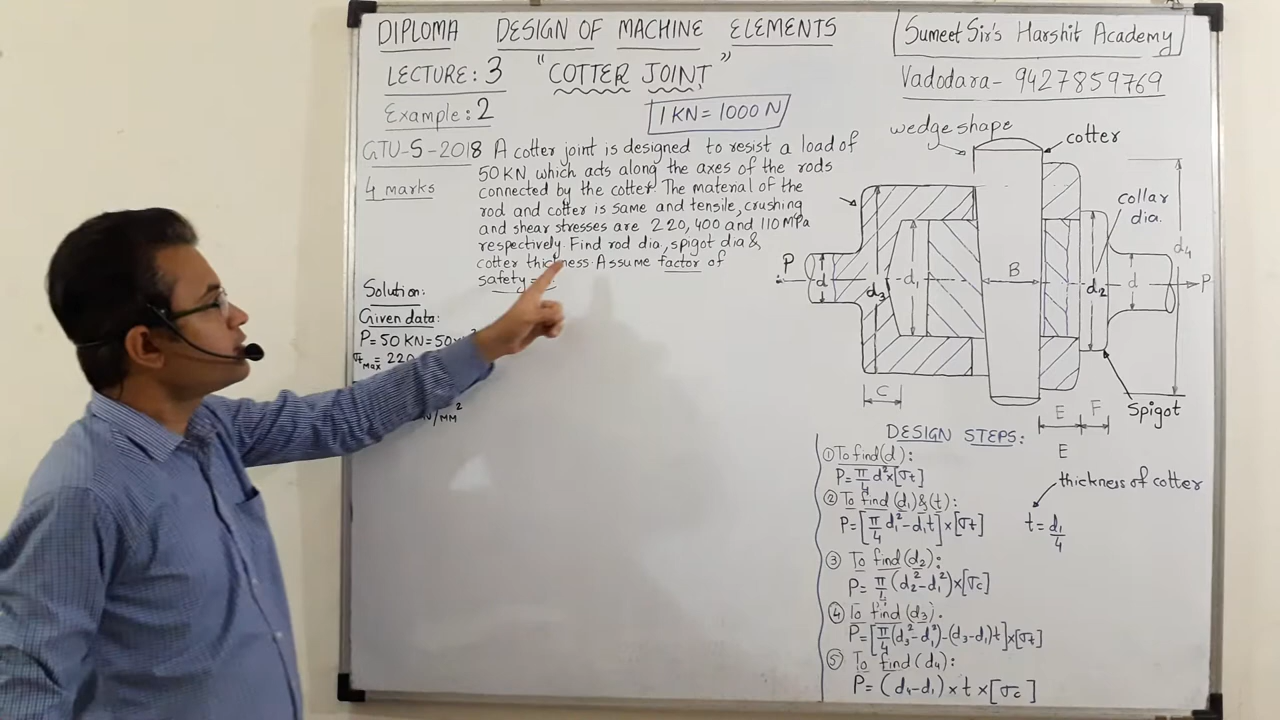 DIPLOMA DESIGN OF MACHINE ELEMENTS
LECTURE: 3 "COTTER JOINT"
Example: 2
1 KN = 1000 N
Sumeet Sir's Harshit Academy
Vadodara - 9427859769
GTU-S-2018 A cotter joint is designed to resist a load of
4 marks
50 KN which acts along the axes of the rods
connected by the cotter. The material of the
rod and cotter is same and tensile, crushing
and shear stresses are 220, 400 and 110 MPa
respectively. Find rod dia, spigot dia &
cotter thickness. Assume factor of
safety =
Solution:
Given data:
P = 50 KN = 50
σt max = 220
N/mm²
wedge shape
cotter
collar
dia.
P
d
d3
d1
B
d2
d
d4
P
C
E
F
E
Spigot
DESIGN STEPS:
① To find (d):
P = π/4 d² × [σt]
② To find (d1) & (t):
P = [π/4 d1² - d1t] × [σt]
thickness of cotter
t = d1/4
③ To find (d2):
P = π/4 (d2² - d1²) × [σc]
④ To find (d3):
P = [π/4 (d3² - d1²) - (d3 - d1)t] × [σt]
⑤ To find (d4):
P = (d4 - d1) × t × [σc]